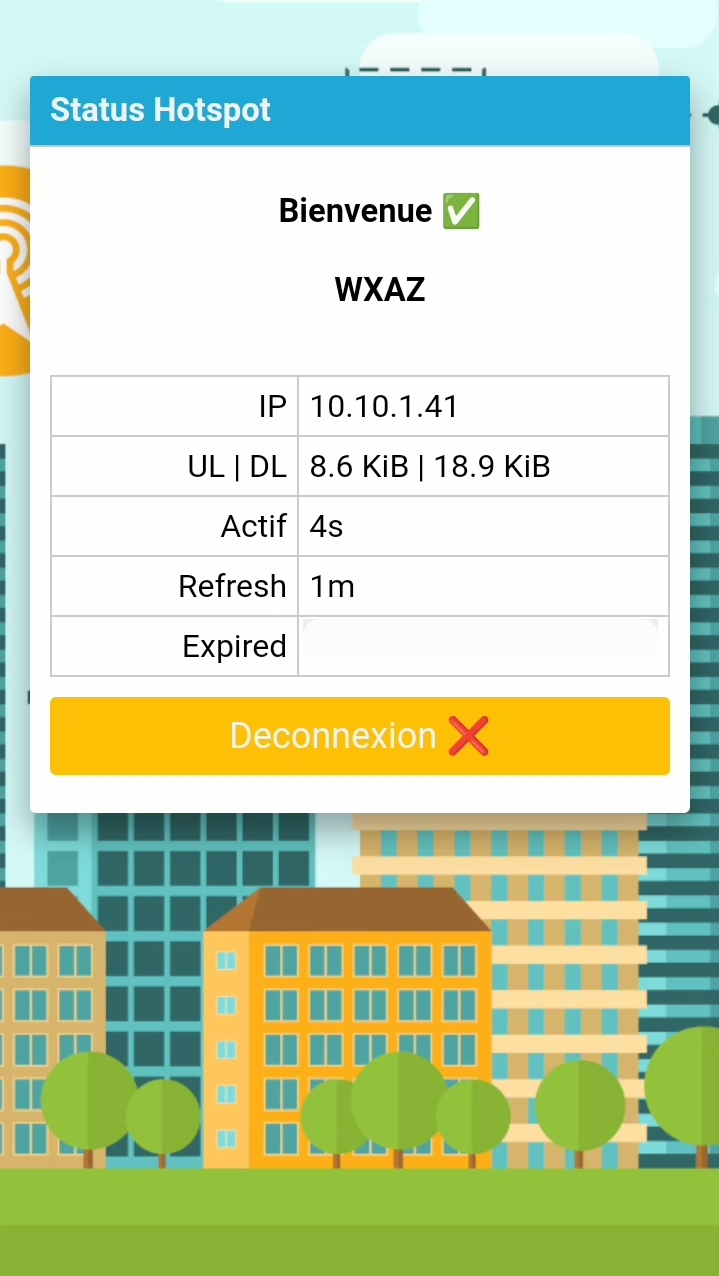 Status Hotspot
Bienvenue ✅
WXAZ
IP 10.10.1.41
UL | DL 8.6 KiB | 18.9 KiB
Actif 4s
Refresh 1m
Expired
Deconnexion ❌